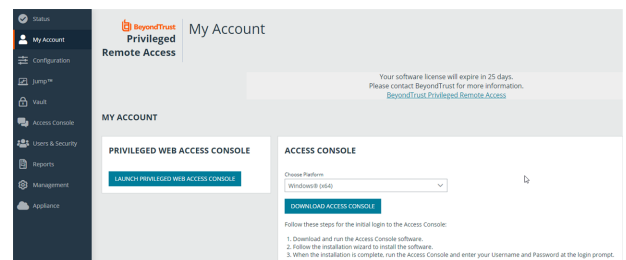 Status
My Account
Configuration
Jump™
Vault
Access Console
Users & Security
Reports
Management
Appliance
BeyondTrust
Privileged
Remote Access
My Account
Your software license will expire in 25 days.
Please contact BeyondTrust for more information.
BeyondTrust Privileged Remote Access
MY ACCOUNT
PRIVILEGED WEB ACCESS CONSOLE
LAUNCH PRIVILEGED WEB ACCESS CONSOLE
ACCESS CONSOLE
Choose Platform
Windows® (x64)
DOWNLOAD ACCESS CONSOLE
Follow these steps for the initial login to the Access Console:
1. Download and run the Access Console software.
2. Follow the installation wizard to install the software.
3. When the installation is complete, run the Access Console and enter your Username and Password at the login prompt.